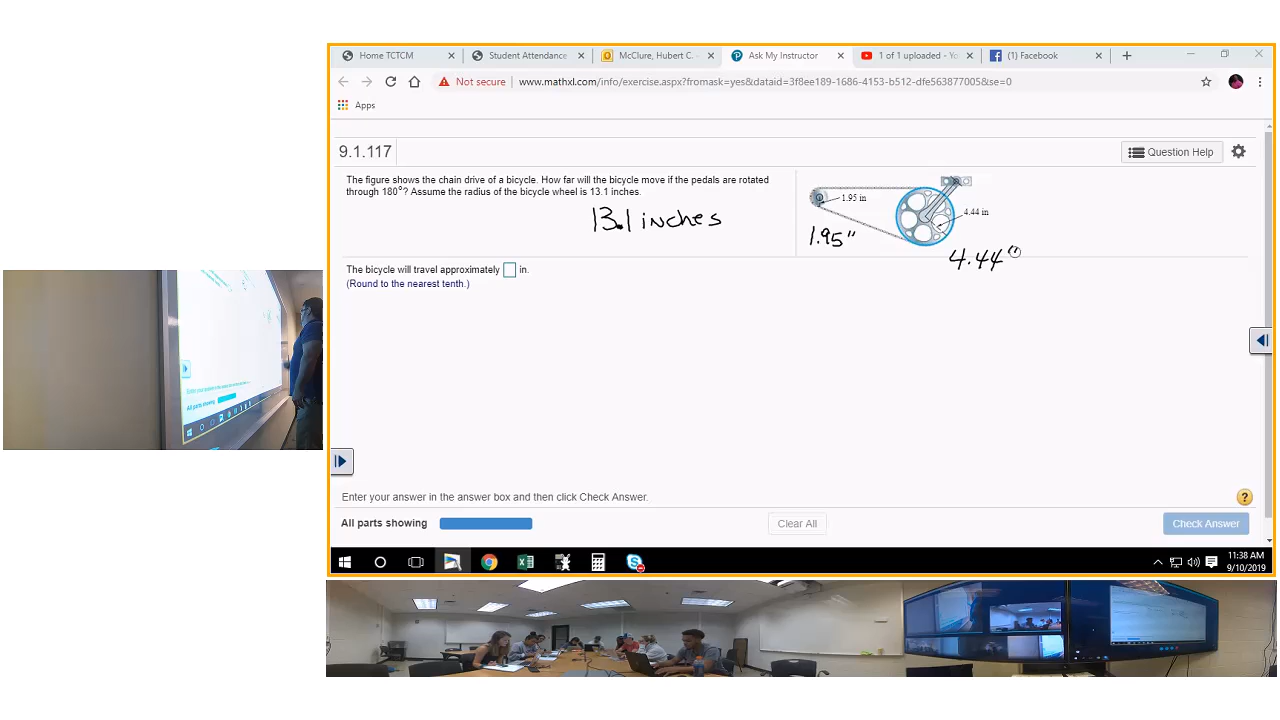 Home TCTCM
Student Attendance
McClure, Hubert C.
Ask My Instructor
1 of 1 uploaded - Yo
(1) Facebook
Not secure www.mathxl.com/info/exercise.aspx?fromask=yes&dataid=3f8ee189-1686-4153-b512-dfe563877005&se=0
Apps
9.1.117
Question Help
The figure shows the chain drive of a bicycle. How far will the bicycle move if the pedals are rotated
through 180°? Assume the radius of the bicycle wheel is 13.1 inches.
13.1 inches
1.95 in
4.44 in
1.95"
4.44"
The bicycle will travel approximately in.
(Round to the nearest tenth.)
Enter your answer in the answer box and then click Check Answer.
?
All parts showing
Clear All
Check Answer
11:38 AM
9/10/2019
All parts showing